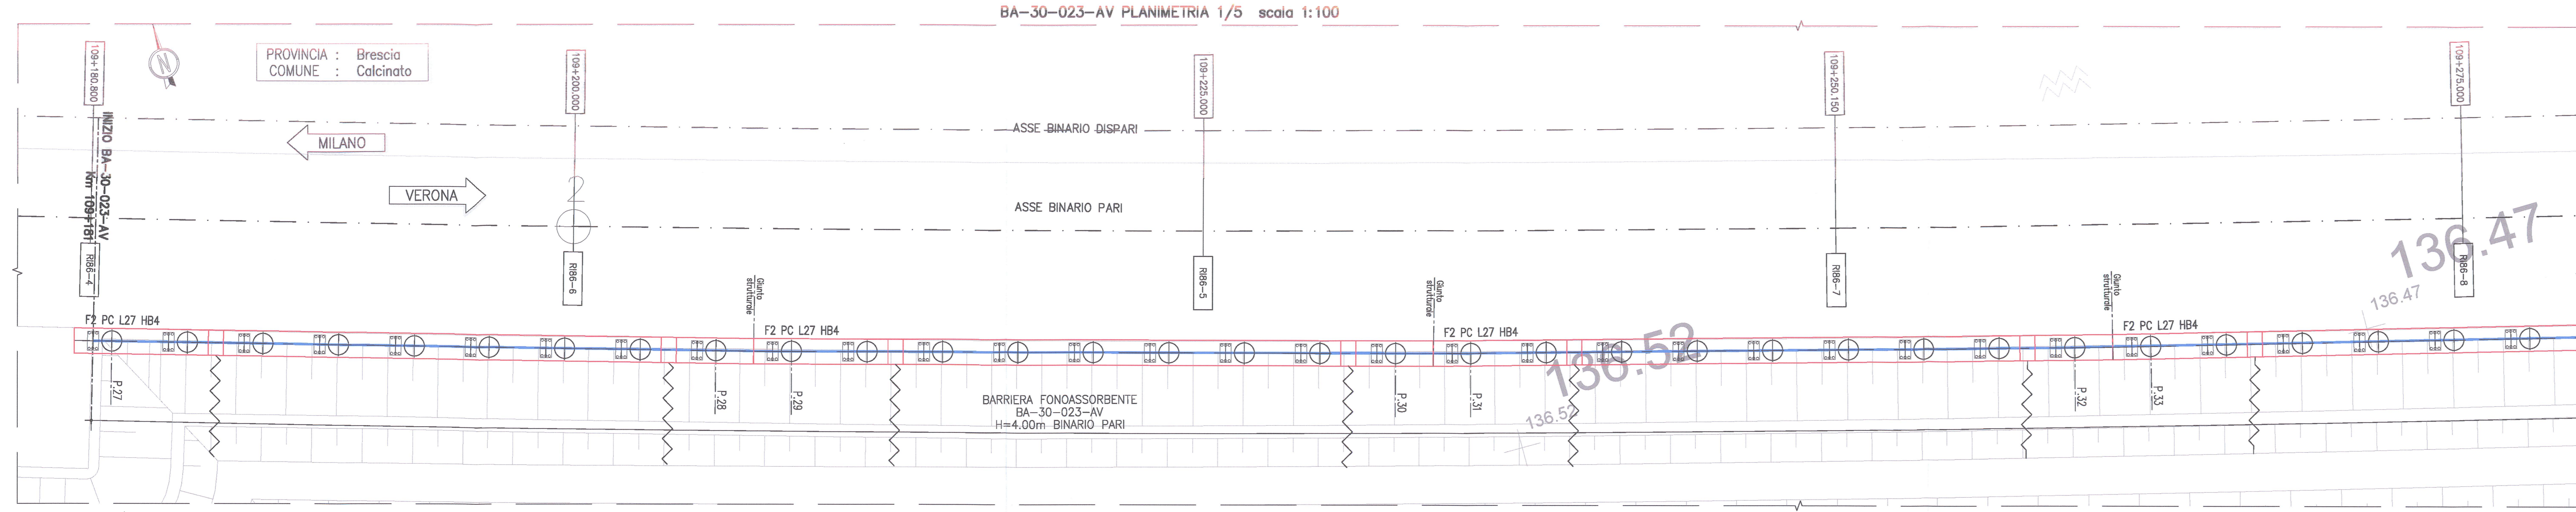 BA-30-023-AV PLANIMETRIA 1/5 scala 1:100
109+180.800
N
PROVINCIA : Brescia
COMUNE : Calcinato
109+200.000
109+225.000
109+250.150
109+275.000
INIZIO BA-30-023-AV
Km 109+181
MILANO
VERONA
ASSE BINARIO DISPARI
ASSE BINARIO PARI
2
RI86-4
RI86-6
RI86-5
RI86-7
RI86-8
136.47
136.47
Giunto
strutturale
Giunto
strutturale
Giunto
strutturale
F2 PC L27 HB4
F2 PC L27 HB4
F2 PC L27 HB4
F2 PC L27 HB4
136.52
136.52
P.27
P.28
P.29
P.30
P.31
P.32
P.33
BARRIERA FONOASSORBENTE
BA-30-023-AV
H=4.00m BINARIO PARI